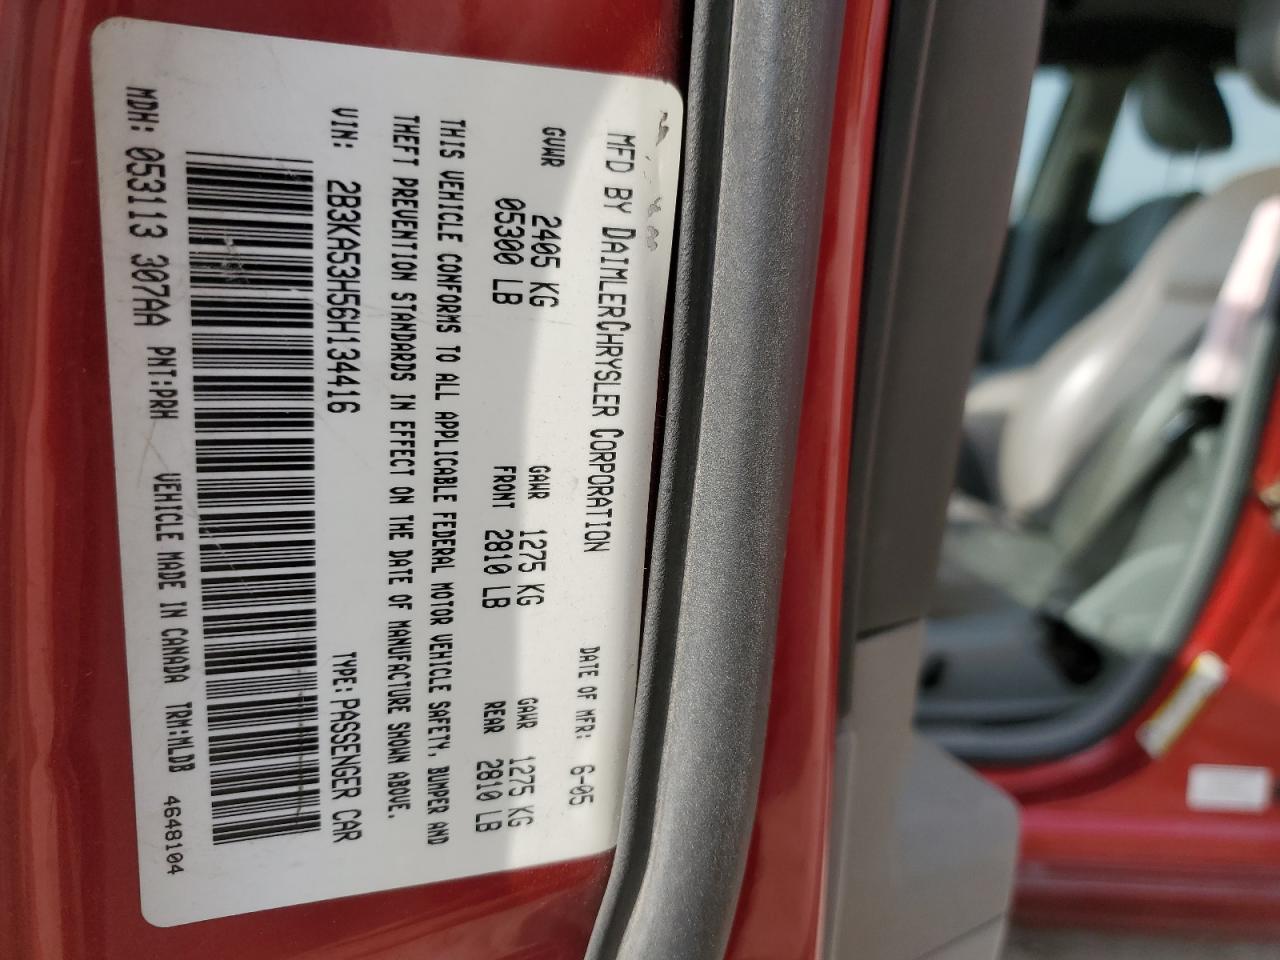 MFD BY DAIMLERCHRYSLER CORPORATION DATE OF MFR: 6-05
GVWR 2405 KG GAWR 1275 KG GAWR 1275 KG
05300 LB FRONT 2810 LB REAR 2810 LB
THIS VEHICLE CONFORMS TO ALL APPLICABLE FEDERAL MOTOR VEHICLE SAFETY, BUMPER AND
THEFT PREVENTION STANDARDS IN EFFECT ON THE DATE OF MANUFACTURE SHOWN ABOVE.
VIN: 2B3KA53H56H134416 TYPE: PASSENGER CAR
MDH: 053113 307AA PNT:PRH VEHICLE MADE IN CANADA TRM:MLDB 4648104